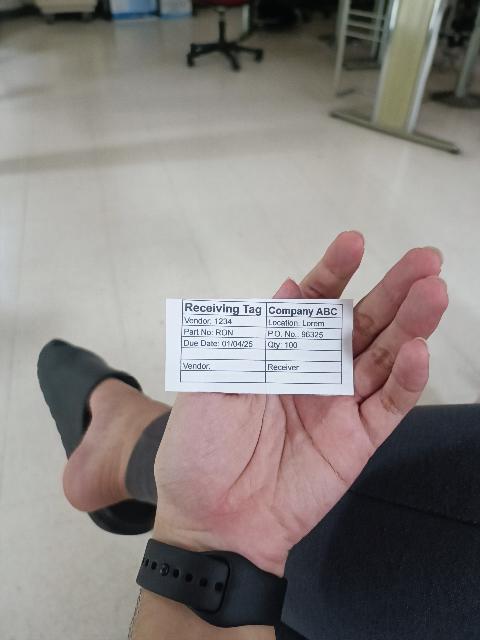 Receiving Tag Company ABC
Vendor: 1234 Location: Lorem
Part No: RON P.O. No.: 96325
Due Date: 01/04/25 Qty: 100
Vendor: Receiver